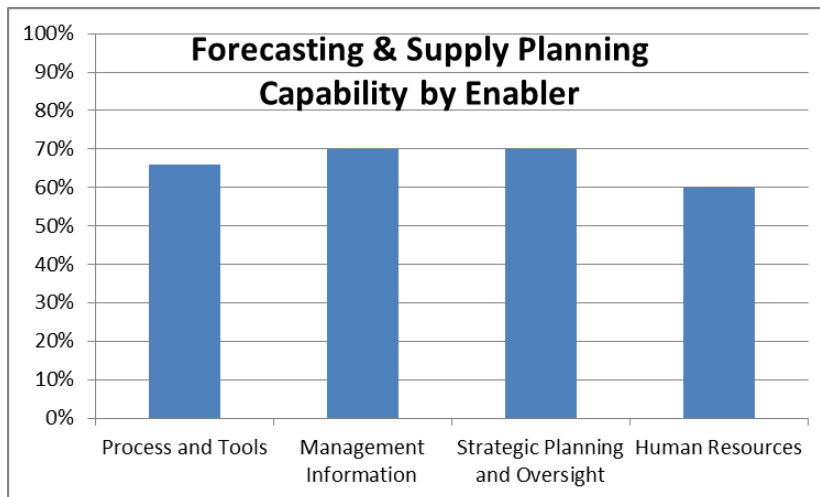 Forecasting & Supply Planning
Capability by Enabler
100%
90%
80%
70%
60%
50%
40%
30%
20%
10%
0%
Process and Tools
Management
Information
Strategic Planning
and Oversight
Human Resources